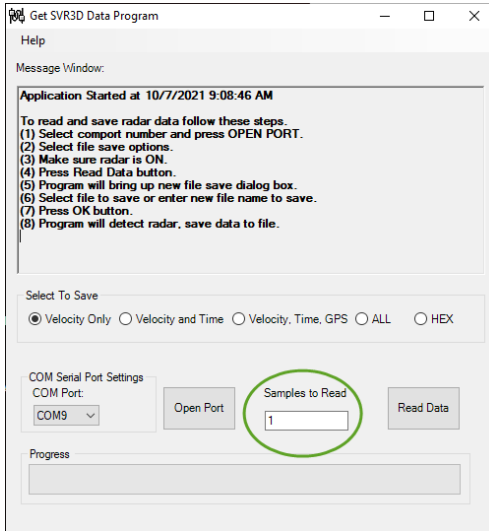 Get SVR3D Data Program
Help
Message Window:
Application Started at 10/7/2021 9:08:46 AM
To read and save radar data follow these steps.
(1) Select comport number and press OPEN PORT.
(2) Select file save options.
(3) Make sure radar is ON.
(4) Press Read Data button.
(5) Program will bring up new file save dialog box.
(6) Select file to save or enter new file name to save.
(7) Press OK button.
(8) Program will detect radar, save data to file.
Select To Save
Velocity Only Velocity and Time Velocity, Time, GPS ALL HEX
COM Serial Port Settings
COM Port:
COM9
Open Port
Samples to Read
1
Read Data
Progress